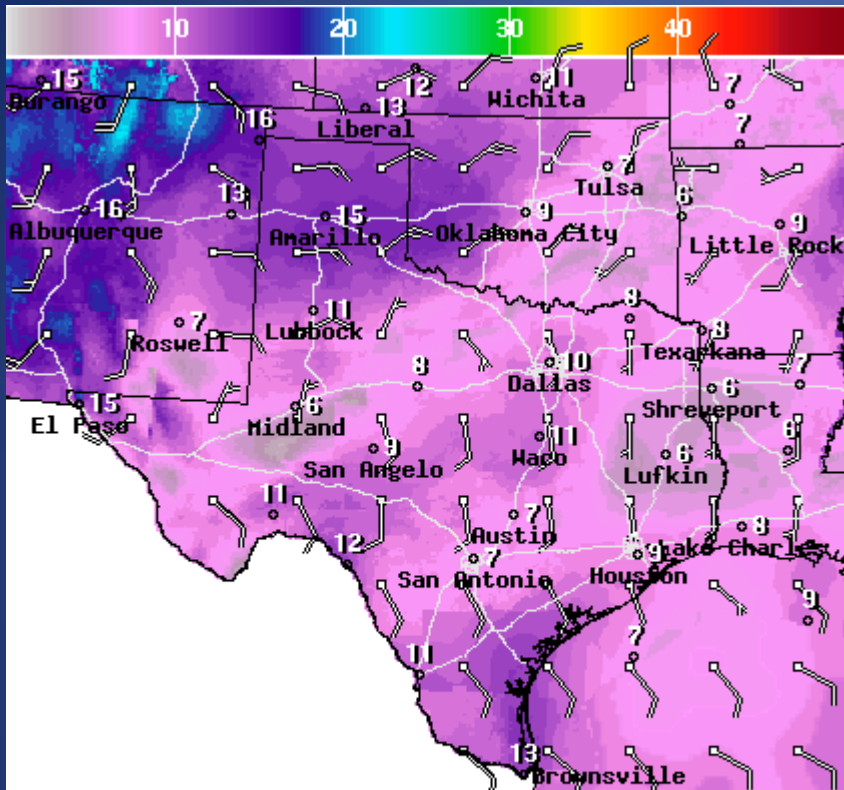 10 20 30 40
15 12 11 7
Durango Wichita
13
Liberal
16 7
7
Tulsa
16 13 15 9 6 9
Albuquerque Amarillo Oklahoma City Little Rock
7 11 8 8
Roswell Lubbock Texarkana
10 7
8 Dallas 6
15 6 Shreveport
El Paso Midland
9 11 6 6
San Angelo Waco Lufkin
11 7 8
Austin
12 7 9 Lake Charles
San Antonio Houston
9
11 7
13
Brownsville